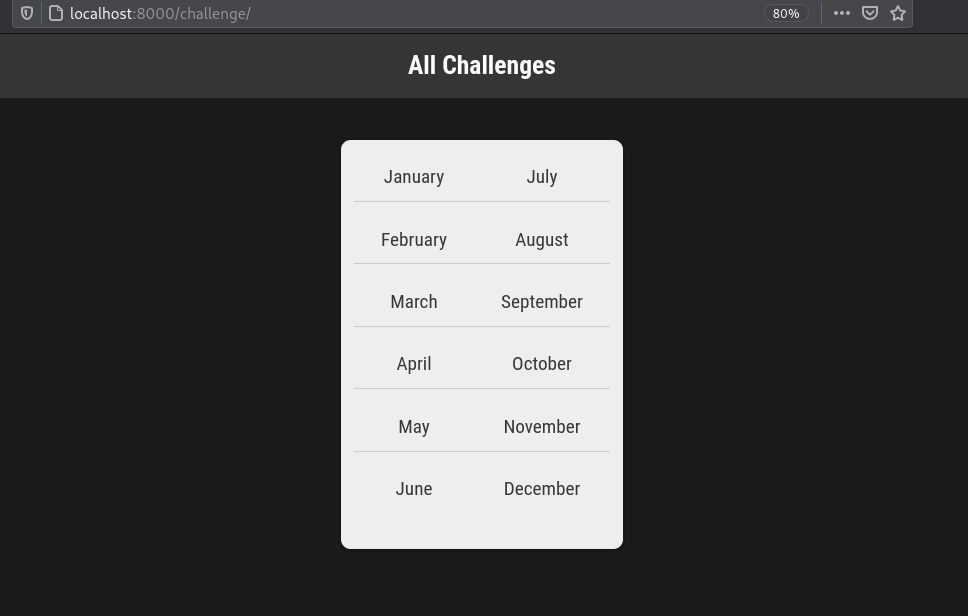 localhost:8000/challenge/
80%
All Challenges
January July
February August
March September
April October
May November
June December